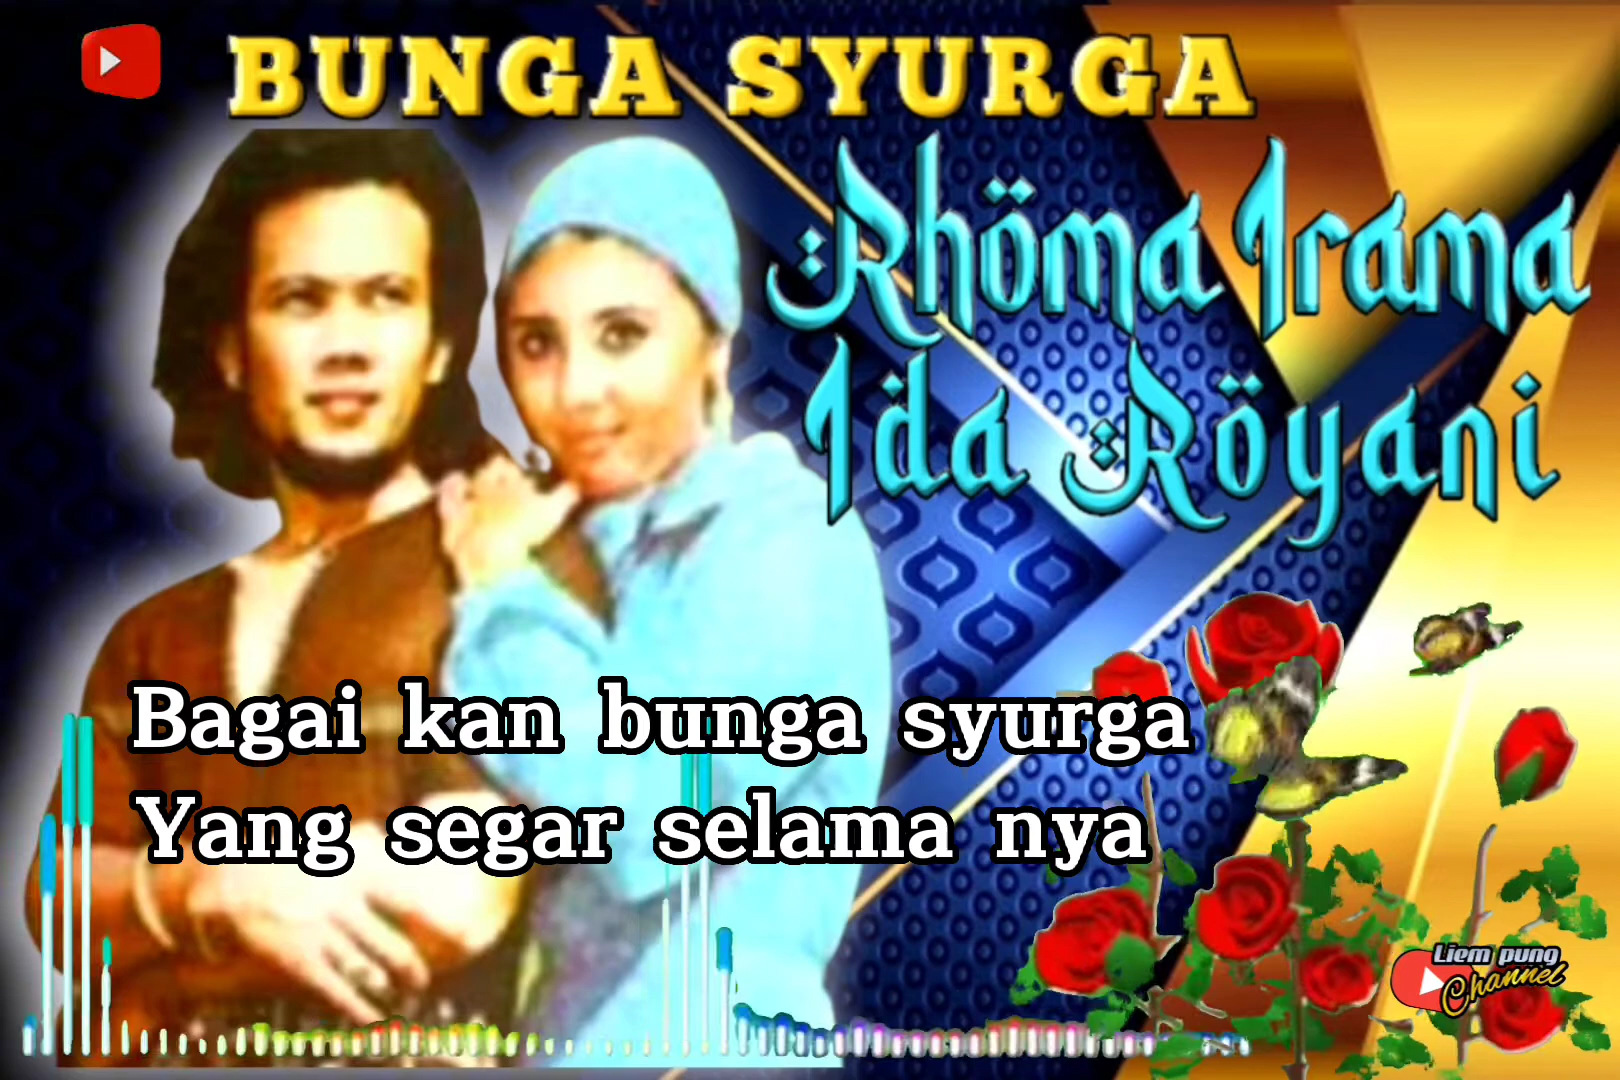 BUNGA SYURGA
Rhöma Irama
Ida Röyani
Bagai kan bunga syurga
Yang segar selama nya
Liem pung
Channel